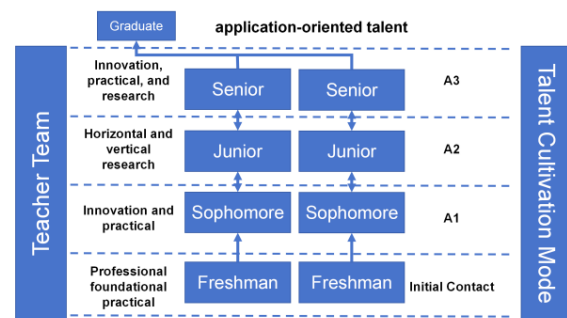 Graduate
application-oriented talent
Teacher Team
Talent Cultivation Mode
Innovation,
practical, and
research
Senior
Senior
A3
Horizontal and
vertical
research
Junior
Junior
A2
Innovation and
practical
Sophomore
Sophomore
A1
Professional
foundational
practical
Freshman
Freshman
Initial Contact